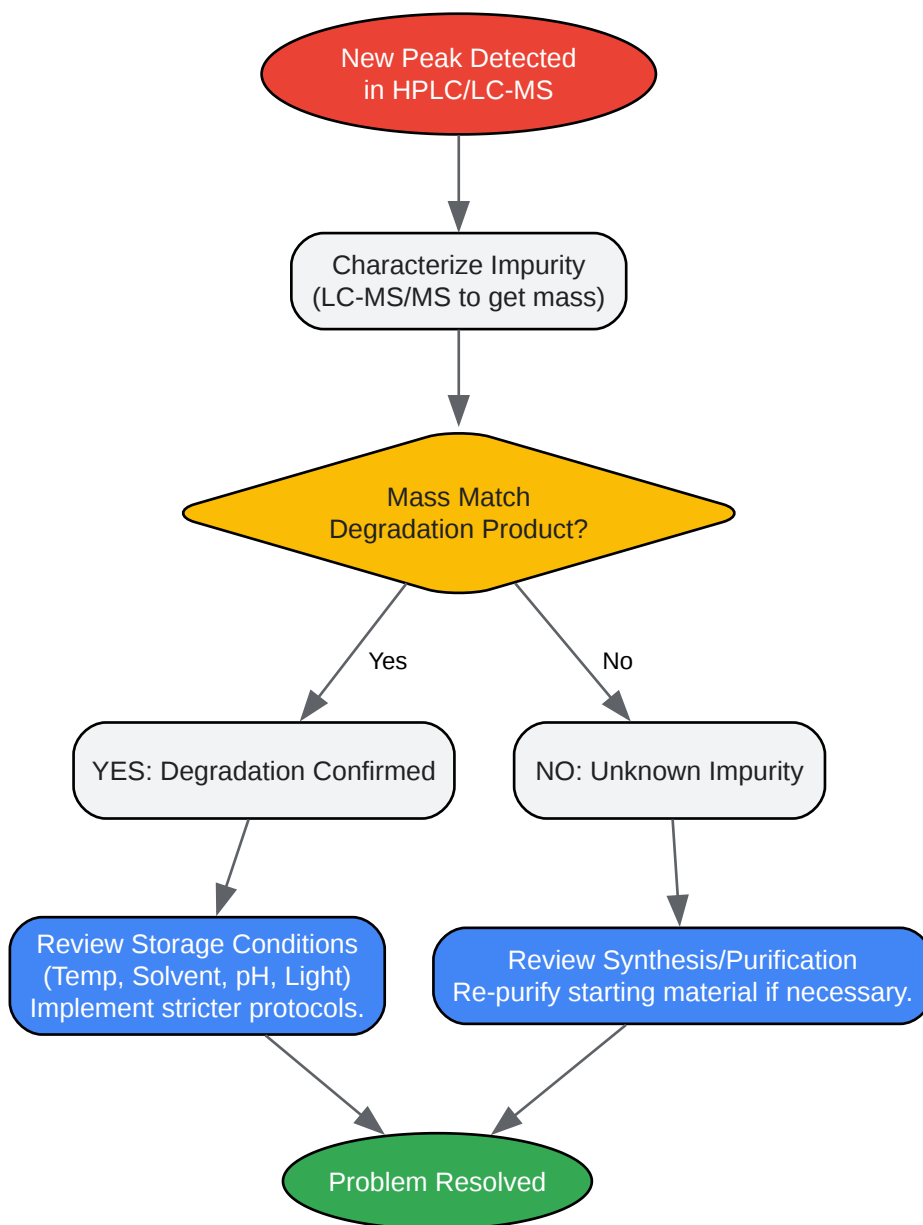 New Peak Detected
in HPLC/LC-MS
Characterize Impurity
(LC-MS/MS to get mass)
Mass Match
Degradation Product?
Yes
No
YES: Degradation Confirmed
NO: Unknown Impurity
Review Storage Conditions
(Temp, Solvent, pH, Light)
Implement stricter protocols.
Review Synthesis/Purification
Re-purify starting material if necessary.
Problem Resolved